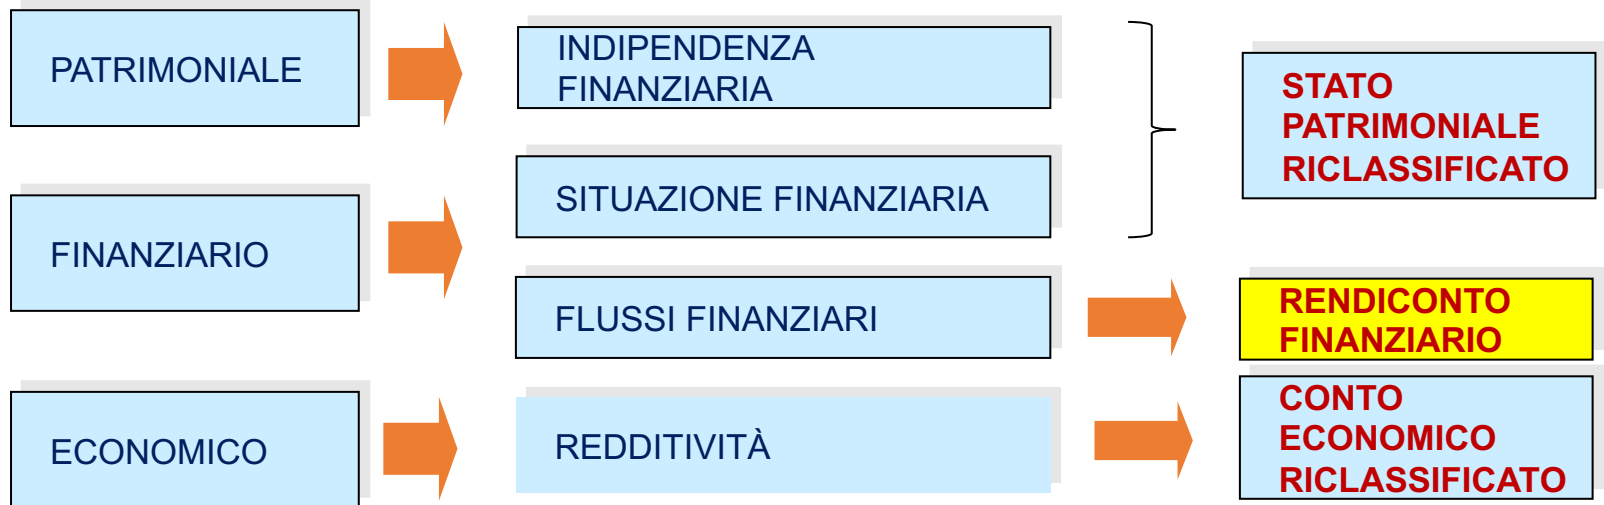 PATRIMONIALE
INDIPENDENZA
FINANZIARIA
STATO
PATRIMONIALE
RICLASSIFICATO
FINANZIARIO
SITUAZIONE FINANZIARIA
FLUSSI FINANZIARI
RENDICONTO
FINANZIARIO
ECONOMICO
REDDITIVITÀ
CONTO
ECONOMICO
RICLASSIFICATO